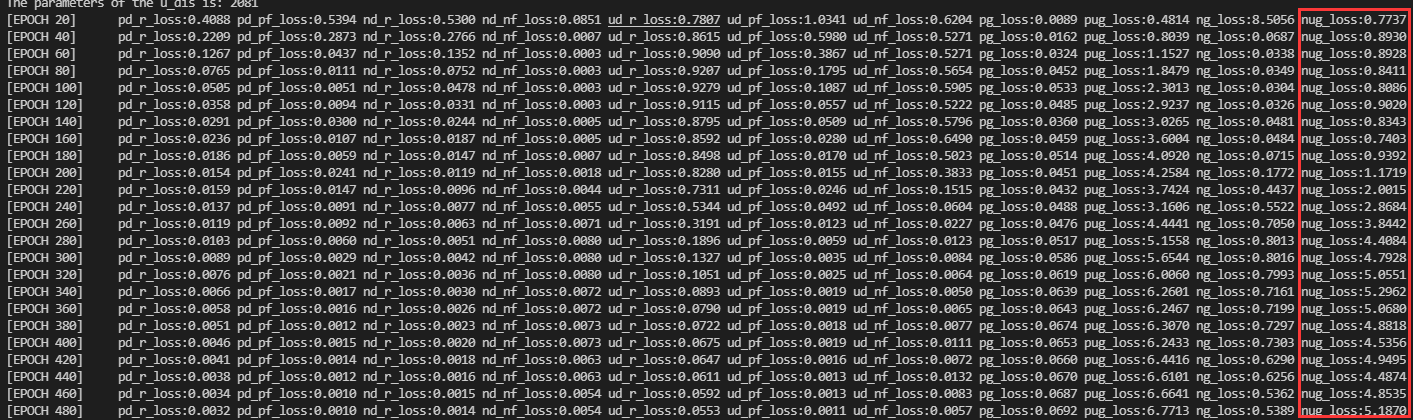 The parameters of the u_dis is: 2081
[EPOCH 20] pd_r_loss:0.4088 pd_pf_loss:0.5394 nd_r_loss:0.5300 nd_nf_loss:0.0851 ud_r_loss:0.7807 ud_pf_loss:1.0341 ud_nf_loss:0.6204 pg_loss:0.0089 pug_loss:0.4814 ng_loss:8.5056 nug_loss:0.7737
[EPOCH 40] pd_r_loss:0.2209 pd_pf_loss:0.2873 nd_r_loss:0.2766 nd_nf_loss:0.0007 ud_r_loss:0.8615 ud_pf_loss:0.5980 ud_nf_loss:0.5271 pg_loss:0.0162 pug_loss:0.8039 ng_loss:0.0687 nug_loss:0.8930
[EPOCH 60] pd_r_loss:0.1267 pd_pf_loss:0.0437 nd_r_loss:0.1352 nd_nf_loss:0.0003 ud_r_loss:0.9090 ud_pf_loss:0.3867 ud_nf_loss:0.5271 pg_loss:0.0324 pug_loss:1.1527 ng_loss:0.0338 nug_loss:0.8928
[EPOCH 80] pd_r_loss:0.0765 pd_pf_loss:0.0111 nd_r_loss:0.0752 nd_nf_loss:0.0003 ud_r_loss:0.9207 ud_pf_loss:0.1795 ud_nf_loss:0.5654 pg_loss:0.0452 pug_loss:1.8479 ng_loss:0.0349 nug_loss:0.8411
[EPOCH 100] pd_r_loss:0.0505 pd_pf_loss:0.0051 nd_r_loss:0.0478 nd_nf_loss:0.0003 ud_r_loss:0.9279 ud_pf_loss:0.1087 ud_nf_loss:0.5905 pg_loss:0.0533 pug_loss:2.3013 ng_loss:0.0304 nug_loss:0.8086
[EPOCH 120] pd_r_loss:0.0358 pd_pf_loss:0.0094 nd_r_loss:0.0331 nd_nf_loss:0.0003 ud_r_loss:0.9115 ud_pf_loss:0.0557 ud_nf_loss:0.5222 pg_loss:0.0485 pug_loss:2.9237 ng_loss:0.0326 nug_loss:0.9020
[EPOCH 140] pd_r_loss:0.0291 pd_pf_loss:0.0300 nd_r_loss:0.0244 nd_nf_loss:0.0005 ud_r_loss:0.8795 ud_pf_loss:0.0509 ud_nf_loss:0.5796 pg_loss:0.0360 pug_loss:3.0265 ng_loss:0.0481 nug_loss:0.8343
[EPOCH 160] pd_r_loss:0.0236 pd_pf_loss:0.0107 nd_r_loss:0.0187 nd_nf_loss:0.0005 ud_r_loss:0.8592 ud_pf_loss:0.0280 ud_nf_loss:0.6490 pg_loss:0.0459 pug_loss:3.6004 ng_loss:0.0484 nug_loss:0.7403
[EPOCH 180] pd_r_loss:0.0186 pd_pf_loss:0.0059 nd_r_loss:0.0147 nd_nf_loss:0.0007 ud_r_loss:0.8498 ud_pf_loss:0.0170 ud_nf_loss:0.5023 pg_loss:0.0514 pug_loss:4.0920 ng_loss:0.0715 nug_loss:0.9392
[EPOCH 200] pd_r_loss:0.0154 pd_pf_loss:0.0241 nd_r_loss:0.0119 nd_nf_loss:0.0018 ud_r_loss:0.8280 ud_pf_loss:0.0155 ud_nf_loss:0.3833 pg_loss:0.0451 pug_loss:4.2584 ng_loss:0.1772 nug_loss:1.1719
[EPOCH 220] pd_r_loss:0.0159 pd_pf_loss:0.0147 nd_r_loss:0.0096 nd_nf_loss:0.0044 ud_r_loss:0.7311 ud_pf_loss:0.0246 ud_nf_loss:0.1515 pg_loss:0.0432 pug_loss:3.7424 ng_loss:0.4437 nug_loss:2.0015
[EPOCH 240] pd_r_loss:0.0137 pd_pf_loss:0.0091 nd_r_loss:0.0077 nd_nf_loss:0.0055 ud_r_loss:0.5344 ud_pf_loss:0.0492 ud_nf_loss:0.0604 pg_loss:0.0488 pug_loss:3.1606 ng_loss:0.5522 nug_loss:2.8684
[EPOCH 260] pd_r_loss:0.0119 pd_pf_loss:0.0092 nd_r_loss:0.0063 nd_nf_loss:0.0071 ud_r_loss:0.3191 ud_pf_loss:0.0123 ud_nf_loss:0.0227 pg_loss:0.0476 pug_loss:4.4441 ng_loss:0.7050 nug_loss:3.8442
[EPOCH 280] pd_r_loss:0.0103 pd_pf_loss:0.0060 nd_r_loss:0.0051 nd_nf_loss:0.0080 ud_r_loss:0.1896 ud_pf_loss:0.0059 ud_nf_loss:0.0123 pg_loss:0.0517 pug_loss:5.1558 ng_loss:0.8013 nug_loss:4.4084
[EPOCH 300] pd_r_loss:0.0089 pd_pf_loss:0.0029 nd_r_loss:0.0042 nd_nf_loss:0.0080 ud_r_loss:0.1327 ud_pf_loss:0.0035 ud_nf_loss:0.0084 pg_loss:0.0586 pug_loss:5.6544 ng_loss:0.8016 nug_loss:4.7928
[EPOCH 320] pd_r_loss:0.0076 pd_pf_loss:0.0021 nd_r_loss:0.0036 nd_nf_loss:0.0080 ud_r_loss:0.1051 ud_pf_loss:0.0025 ud_nf_loss:0.0064 pg_loss:0.0619 pug_loss:6.0060 ng_loss:0.7993 nug_loss:5.0551
[EPOCH 340] pd_r_loss:0.0066 pd_pf_loss:0.0017 nd_r_loss:0.0030 nd_nf_loss:0.0072 ud_r_loss:0.0893 ud_pf_loss:0.0019 ud_nf_loss:0.0050 pg_loss:0.0639 pug_loss:6.2601 ng_loss:0.7161 nug_loss:5.2962
[EPOCH 360] pd_r_loss:0.0058 pd_pf_loss:0.0016 nd_r_loss:0.0026 nd_nf_loss:0.0072 ud_r_loss:0.0790 ud_pf_loss:0.0019 ud_nf_loss:0.0065 pg_loss:0.0643 pug_loss:6.2467 ng_loss:0.7199 nug_loss:5.0680
[EPOCH 380] pd_r_loss:0.0051 pd_pf_loss:0.0012 nd_r_loss:0.0023 nd_nf_loss:0.0073 ud_r_loss:0.0722 ud_pf_loss:0.0018 ud_nf_loss:0.0077 pg_loss:0.0674 pug_loss:6.3070 ng_loss:0.7297 nug_loss:4.8818
[EPOCH 400] pd_r_loss:0.0046 pd_pf_loss:0.0015 nd_r_loss:0.0020 nd_nf_loss:0.0073 ud_r_loss:0.0675 ud_pf_loss:0.0019 ud_nf_loss:0.0111 pg_loss:0.0653 pug_loss:6.2433 ng_loss:0.7303 nug_loss:4.5356
[EPOCH 420] pd_r_loss:0.0041 pd_pf_loss:0.0014 nd_r_loss:0.0018 nd_nf_loss:0.0063 ud_r_loss:0.0647 ud_pf_loss:0.0016 ud_nf_loss:0.0072 pg_loss:0.0660 pug_loss:6.4416 ng_loss:0.6290 nug_loss:4.9495
[EPOCH 440] pd_r_loss:0.0038 pd_pf_loss:0.0012 nd_r_loss:0.0016 nd_nf_loss:0.0063 ud_r_loss:0.0611 ud_pf_loss:0.0013 ud_nf_loss:0.0132 pg_loss:0.0670 pug_loss:6.6101 ng_loss:0.6256 nug_loss:4.4874
[EPOCH 460] pd_r_loss:0.0034 pd_pf_loss:0.0010 nd_r_loss:0.0015 nd_nf_loss:0.0054 ud_r_loss:0.0592 ud_pf_loss:0.0013 ud_nf_loss:0.0083 pg_loss:0.0687 pug_loss:6.6641 ng_loss:0.5362 nug_loss:4.8535
[EPOCH 480] pd_r_loss:0.0032 pd_pf_loss:0.0010 nd_r_loss:0.0014 nd_nf_loss:0.0054 ud_r_loss:0.0553 ud_pf_loss:0.0011 ud_nf_loss:0.0057 pg_loss:0.0692 pug_loss:6.7713 ng_loss:0.5389 nug_loss:5.1870